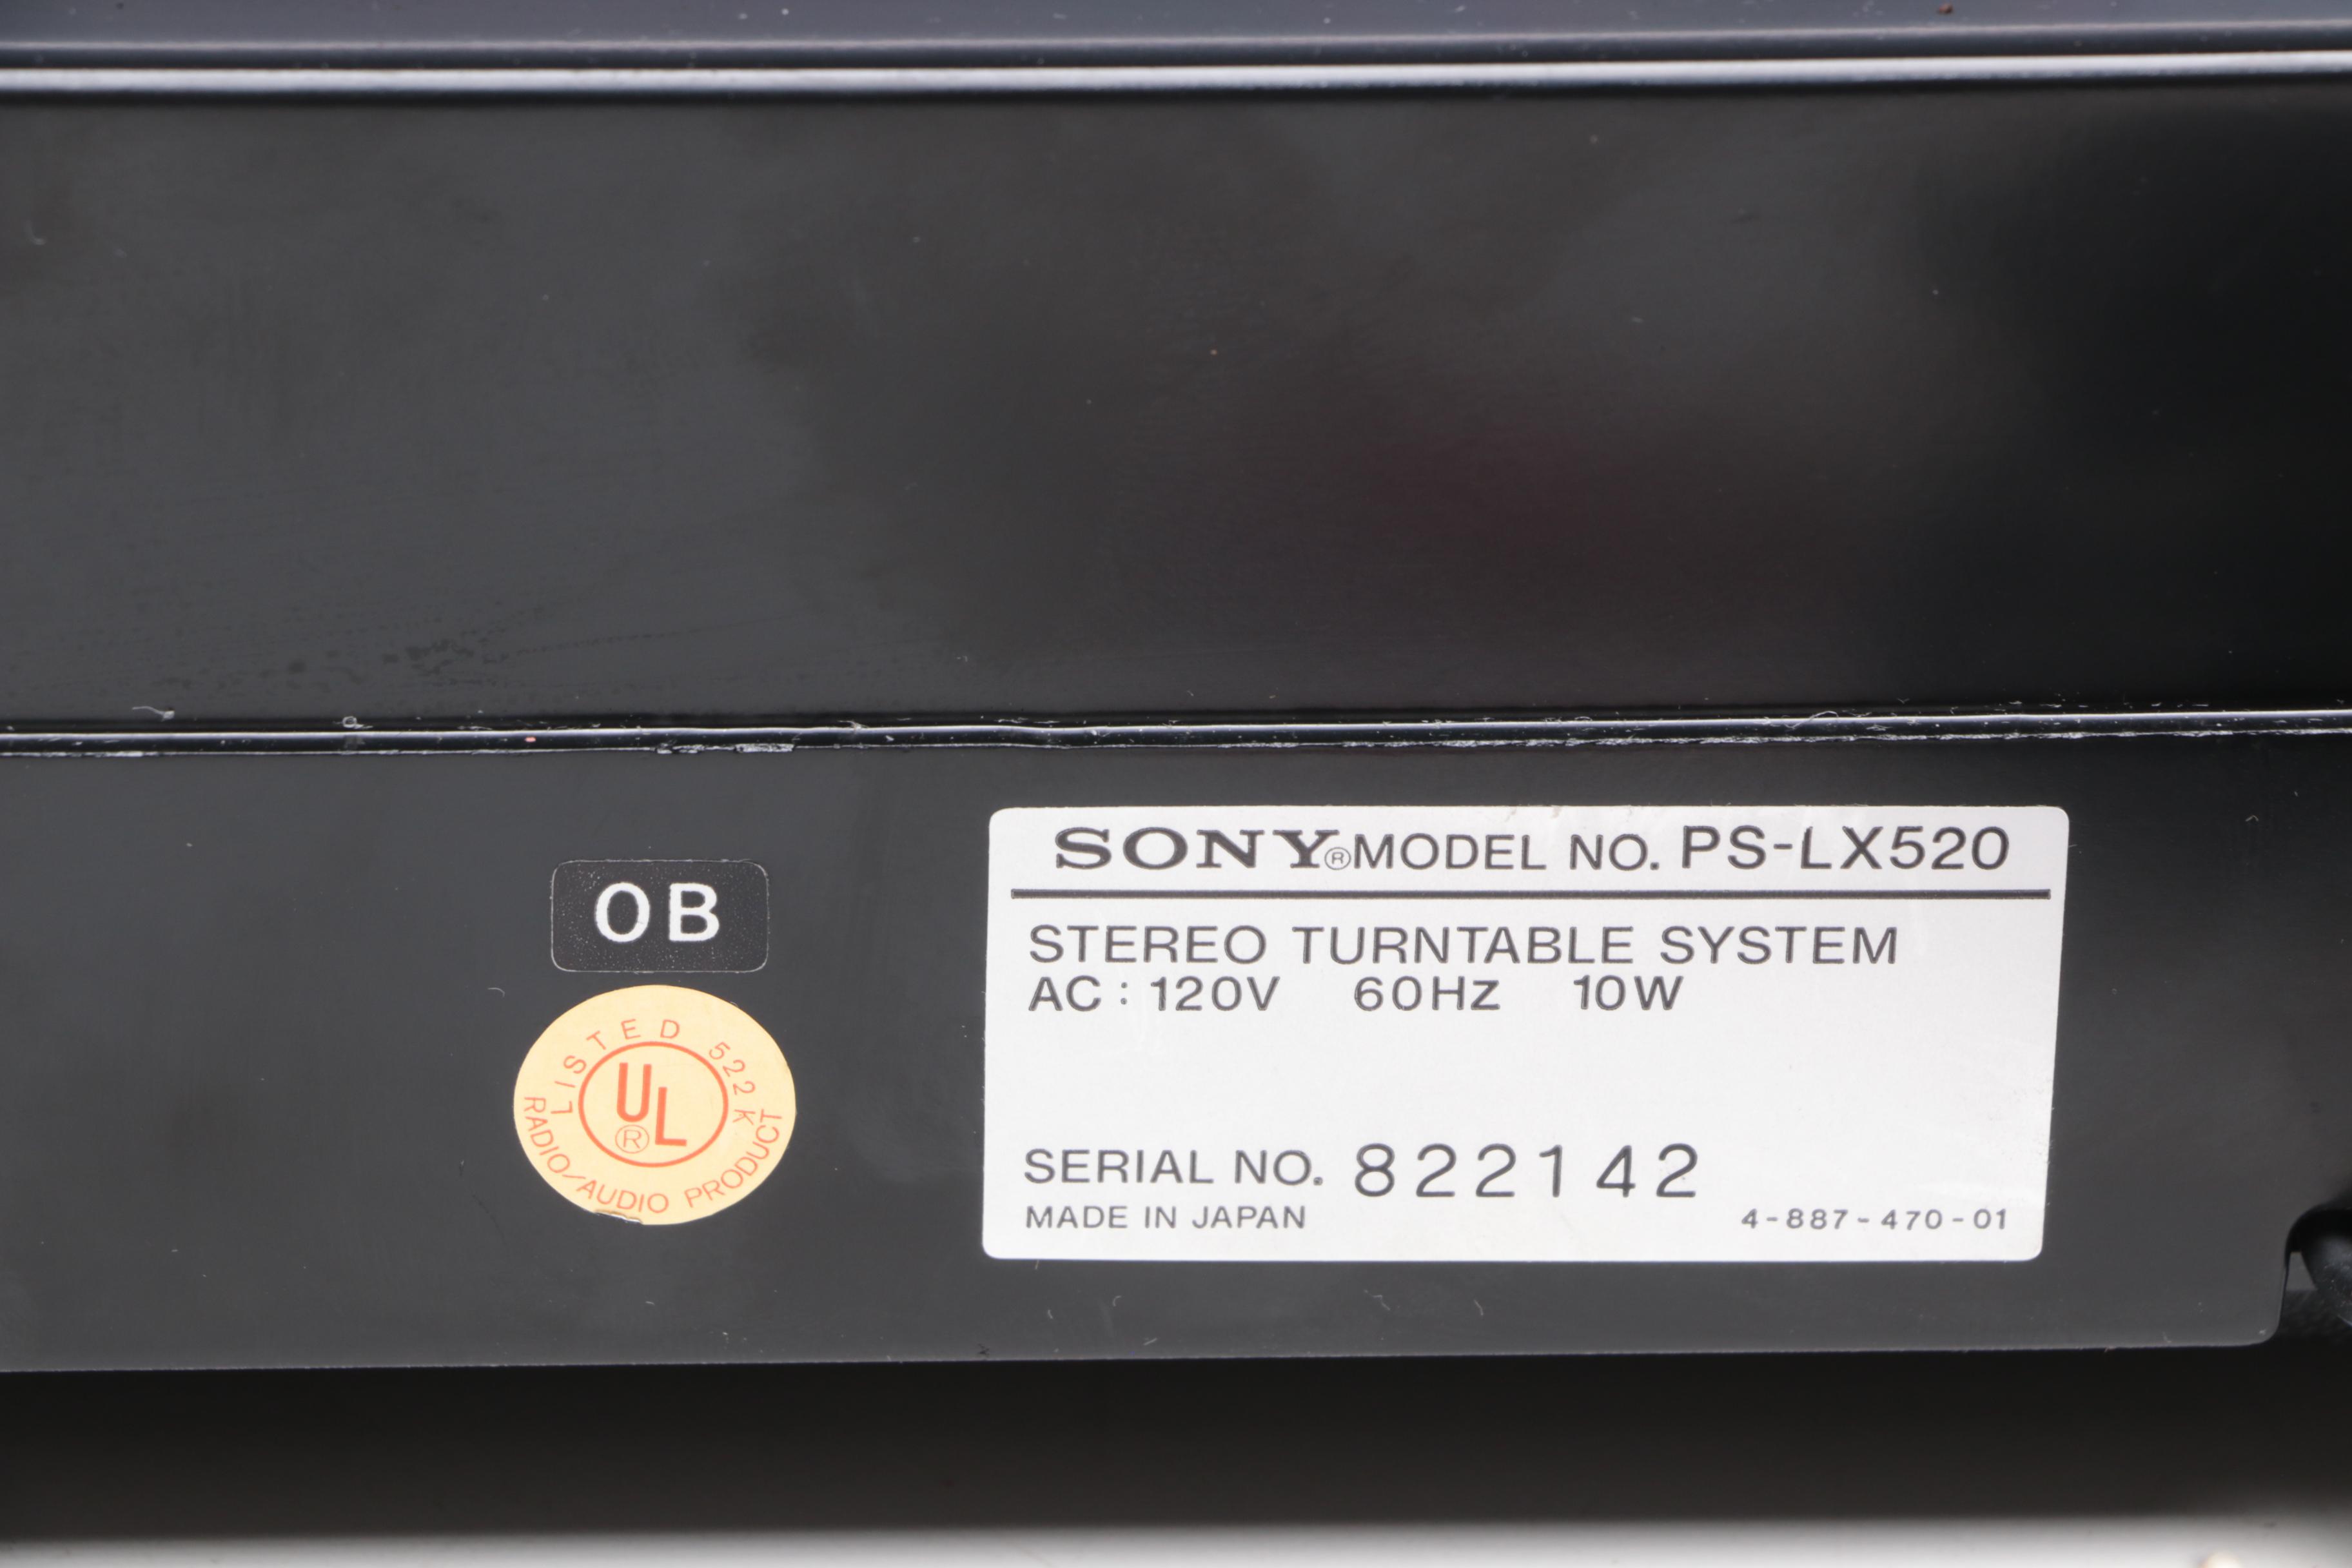 SONY® MODEL NO. PS-LX520
STEREO TURNTABLE SYSTEM
AC : 120V 60Hz 10W
SERIAL NO. 822142
MADE IN JAPAN 4-887-470-01
OB
LISTED 522K
UL ®
RADIO/AUDIO PRODUCT